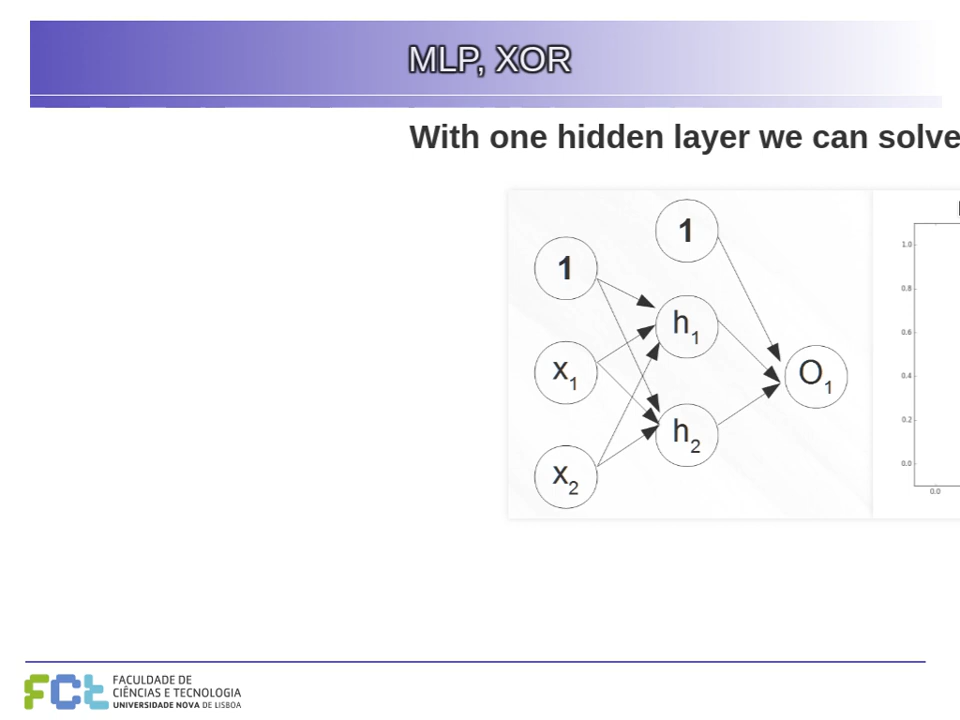 MLP, XOR
With one hidden layer we can solve
1
1
h1
x1
O1
h2
x2
1.0
0.8
0.6
0.4
0.2
0.0
0.0
FCT
FACULDADE DE
CIÊNCIAS E TECNOLOGIA
UNIVERSIDADE NOVA DE LISBOA